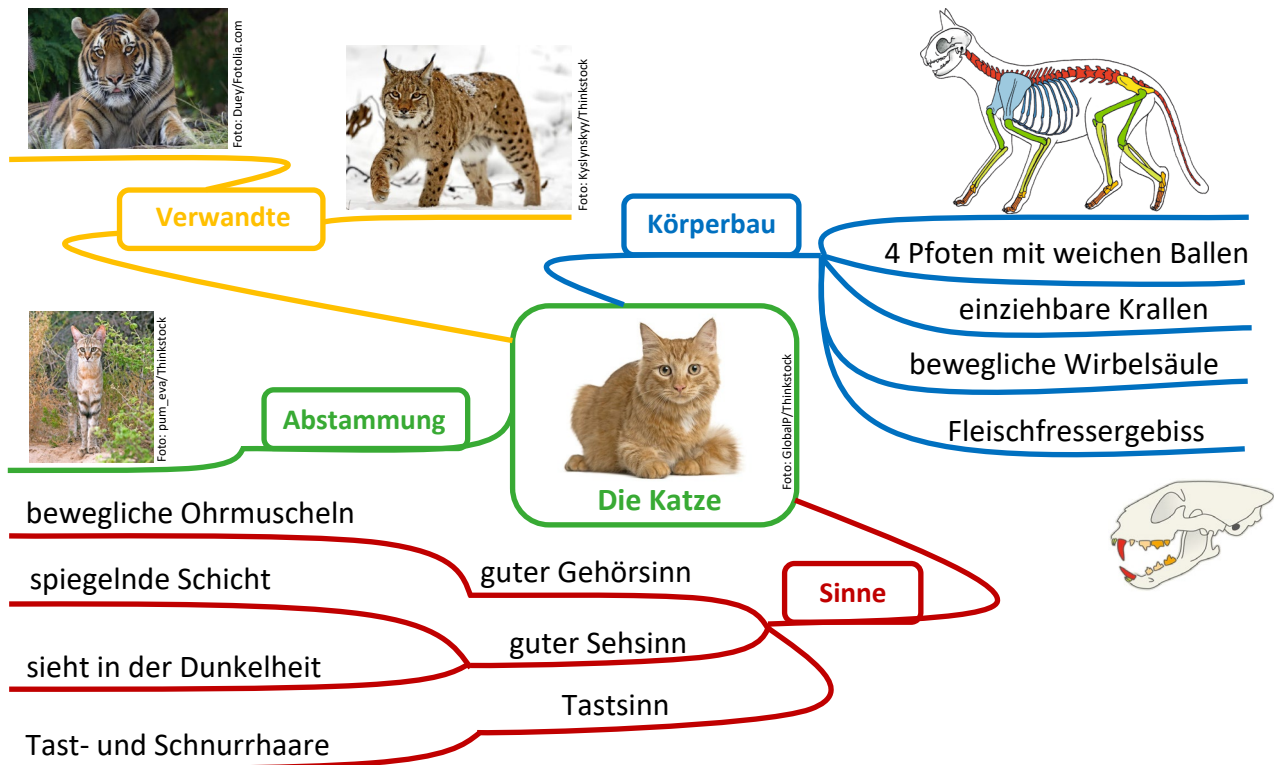 Foto: Duey/Fotolia.com
Foto: Kyslynskyy/Thinkstock
Verwandte
Körperbau
4 Pfoten mit weichen Ballen
einziehbare Krallen
bewegliche Wirbelsäule
Fleischfressergebiss
Foto: pum_eva/Thinkstock
Abstammung
Foto: GlobalP/Thinkstock
Die Katze
bewegliche Ohrmuscheln
spiegelnde Schicht
guter Gehörsinn
Sinne
sieht in der Dunkelheit
guter Sehsinn
Tastsinn
Tast- und Schnurrhaare